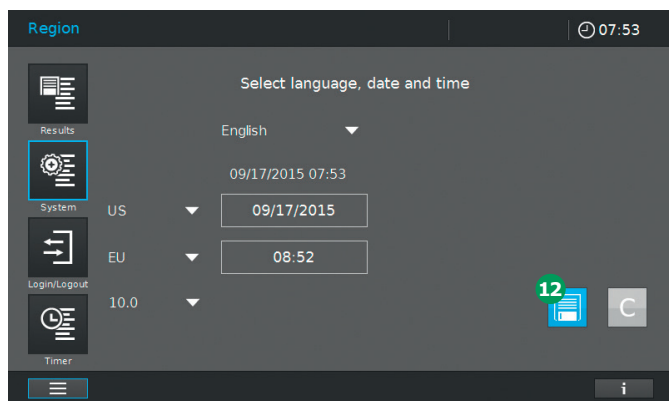 Region
07:53
Select language, date and time
Results
English
09/17/2015 07:53
System
US
09/17/2015
EU
08:52
Login/Logout
10.0
12
C
Timer
i